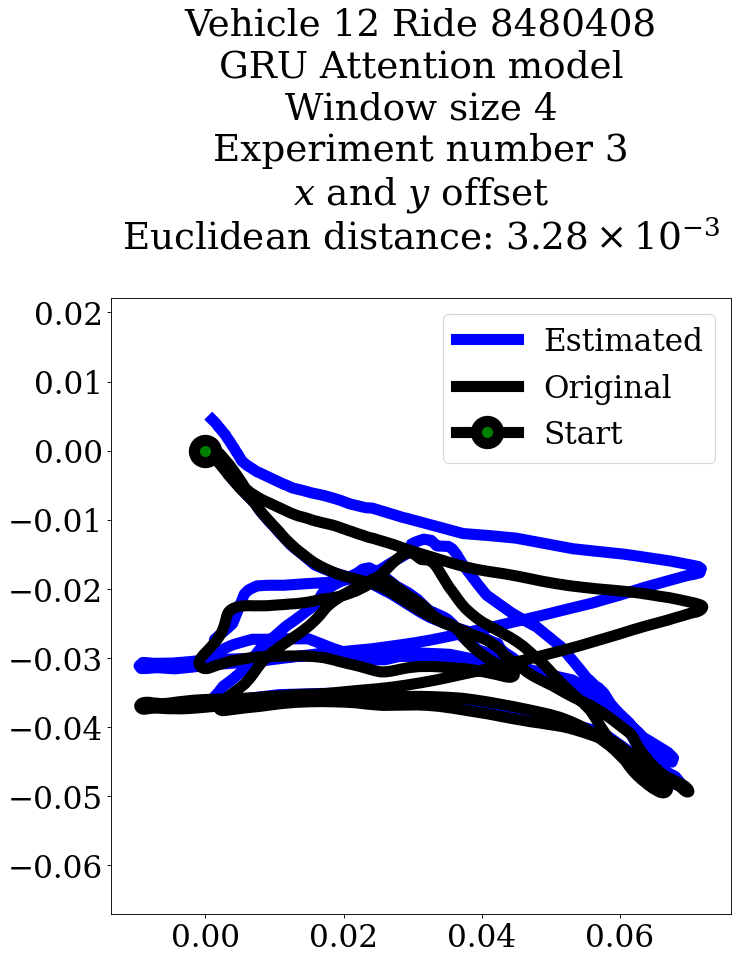 Vehicle 12 Ride 8480408
GRU Attention model
Window size 4
Experiment number 3
x and y offset
Euclidean distance: 3.28 × 10⁻³
Estimated
Original
Start
0.02
0.01
0.00
−0.01
−0.02
−0.03
−0.04
−0.05
−0.06
0.00 0.02 0.04 0.06